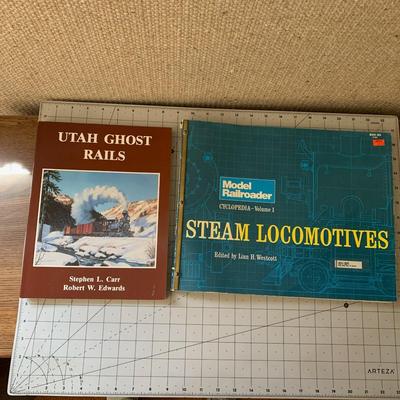 UTAH GHOST
RAILS
Stephen L. Carr
Robert W. Edwards
Model
Railroader
CYCLOPEDIA—Volume 1
STEAM LOCOMOTIVES
Edited by Linn H. Westcott
ARTEZA